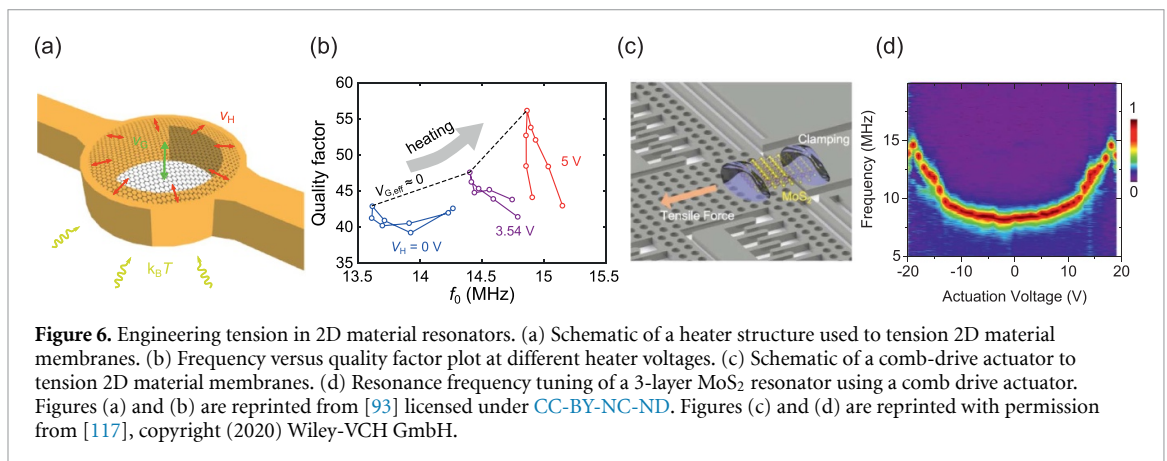 (a)
(b)
(c)
(d)
v_H
k_BT
Quality factor
60
55
50
45
40
35
heating
V_G,eff ≈ 0
5 V
3.54 V
V_H = 0 V
13.5 14 14.5 15 15.5
f_0 (MHz)
Clamping
MoS_2
Tensile Force
Frequency (MHz)
15
10
5
-20 -10 0 10 20
Actuation Voltage (V)
1
0
Figure 6. Engineering tension in 2D material resonators. (a) Schematic of a heater structure used to tension 2D material
membranes. (b) Frequency versus quality factor plot at different heater voltages. (c) Schematic of a comb-drive actuator to
tension 2D material membranes. (d) Resonance frequency tuning of a 3-layer MoS₂ resonator using a comb drive actuator.
Figures (a) and (b) are reprinted from [93] licensed under CC-BY-NC-ND. Figures (c) and (d) are reprinted with permission
from [117], copyright (2020) Wiley-VCH GmbH.